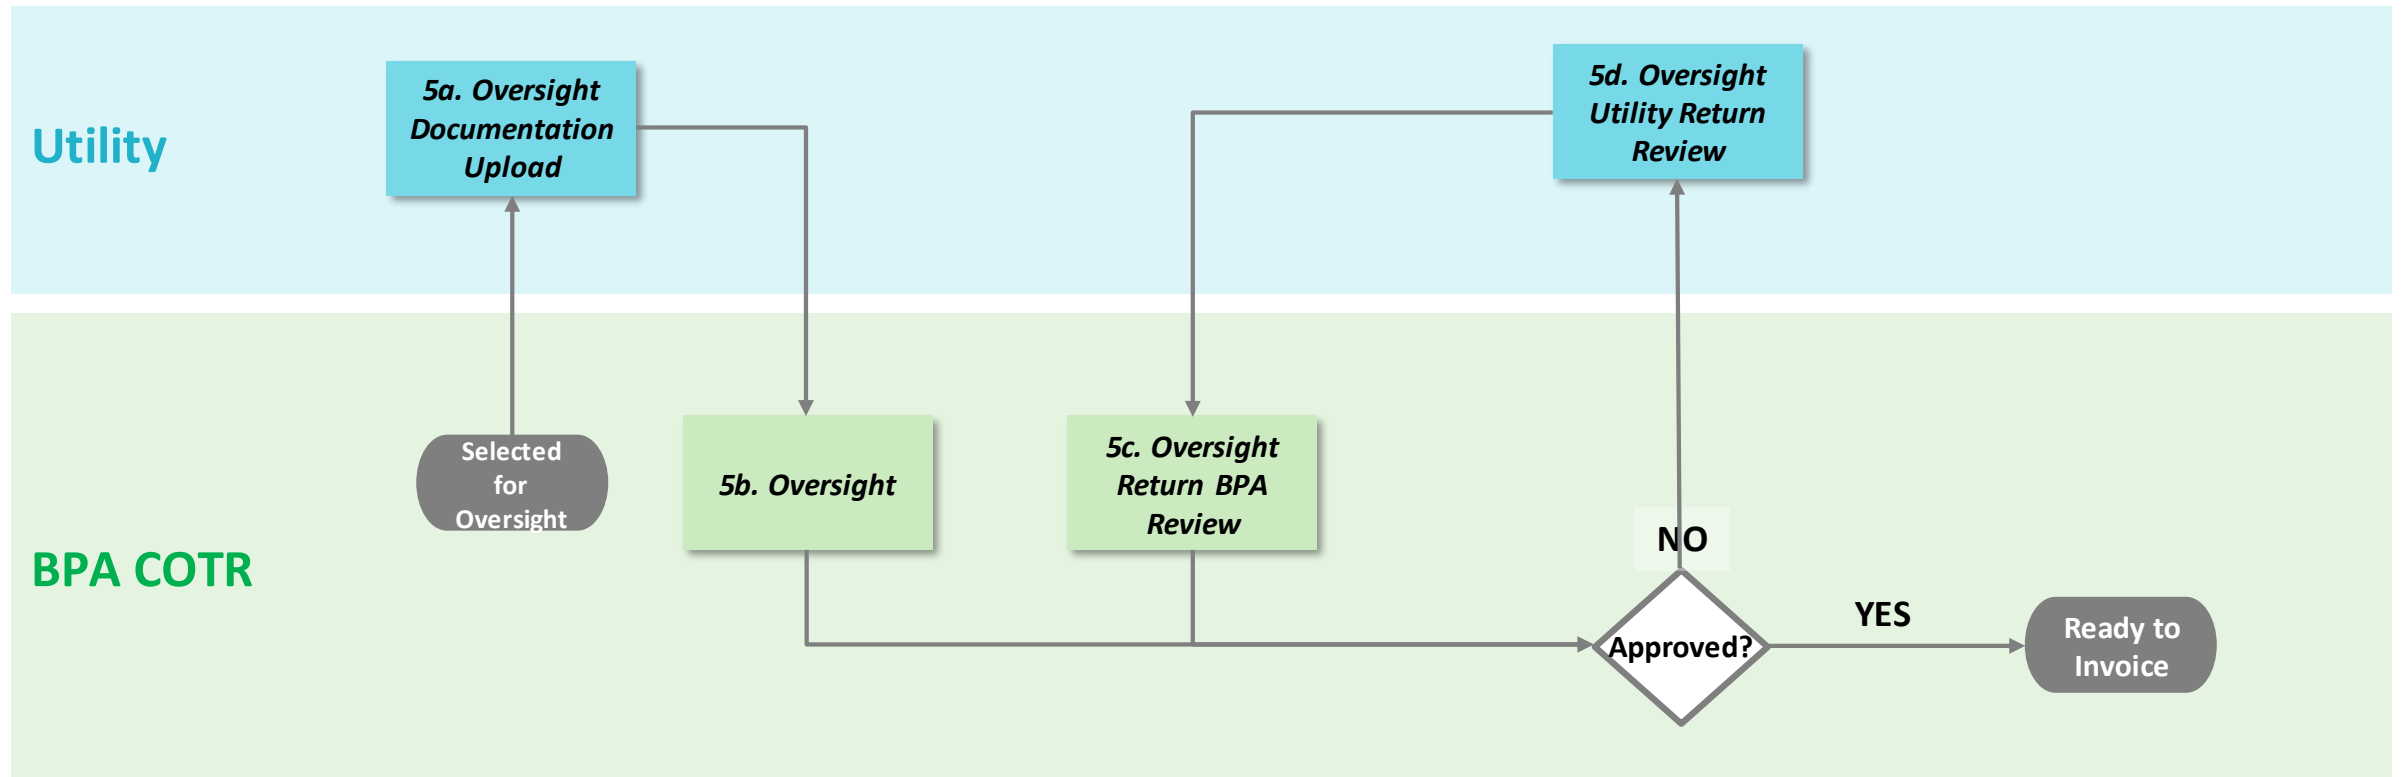 Utility
5a. Oversight
Documentation
Upload
5d. Oversight
Utility Return
Review
BPA COTR
Selected
for
Oversight
5b. Oversight
5c. Oversight
Return BPA
Review
NO
Approved?
YES
Ready to
Invoice